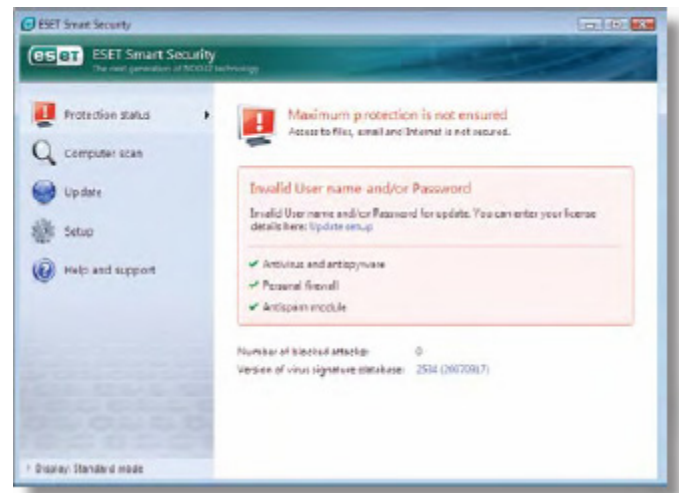 ESET Smart Security
eset
ESET Smart Security
The next generation of NOD32 technology
Protection status
Computer scan
Update
Setup
Help and support
Maximum protection is not ensured
Access to files, email and Internet is not secured.
Invalid User name and/or Password
Invalid User name and/or Password for update. You can enter your license
details here: Update setup
Antivirus and antispyware
Personal firewall
Antispam module
Number of blocked attacks: 0
Version of virus signature database: 2534 (20070917)
Display: Standard mode